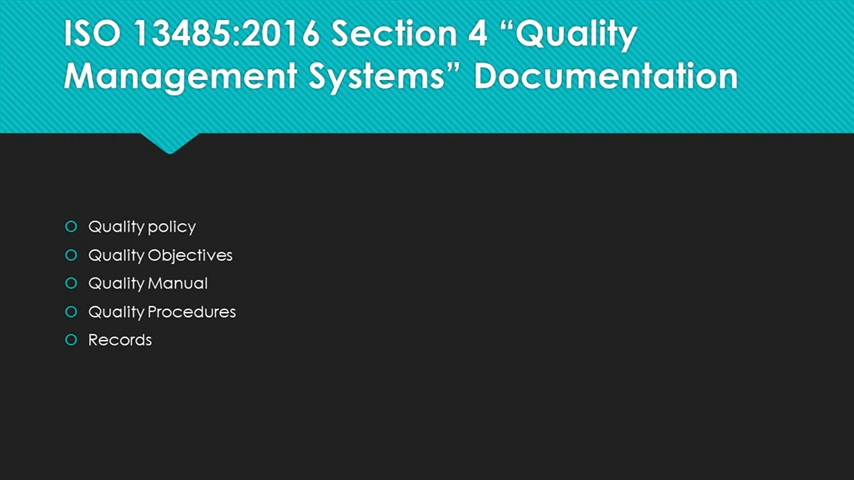 ISO 13485:2016 Section 4 “Quality
Management Systems” Documentation
Quality policy
Quality Objectives
Quality Manual
Quality Procedures
Records